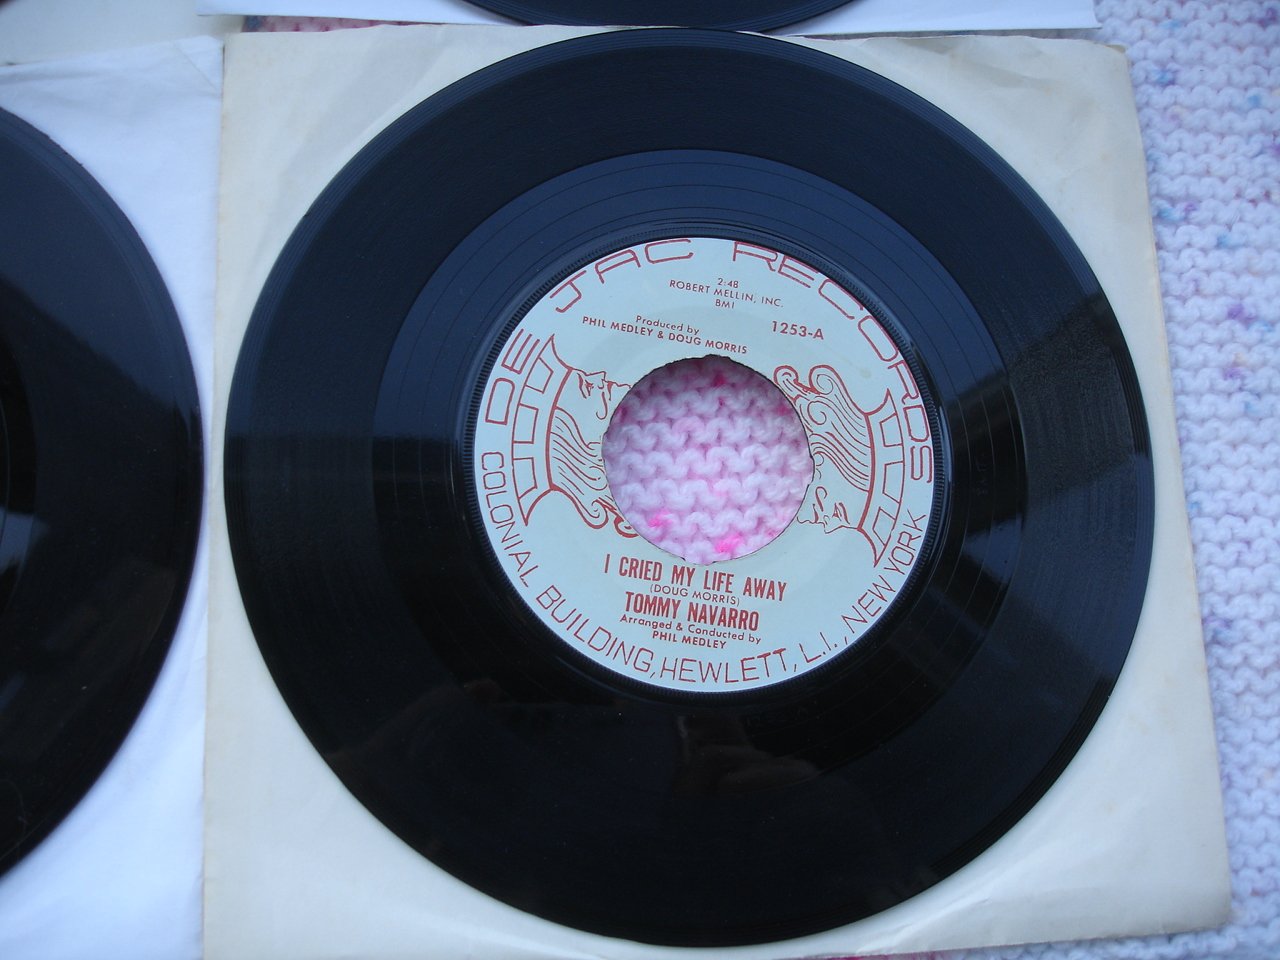 DE JAC RECORDS
2:48
ROBERT MELLIN, INC.
BMI
1253-A
Produced by
PHIL MEDLEY & DOUG MORRIS
I CRIED MY LIFE AWAY
(DOUG MORRIS)
TOMMY NAVARRO
Arranged & Conducted by
PHIL MEDLEY
COLONIAL BUILDING, HEWLETT, L.I., NEW YORK